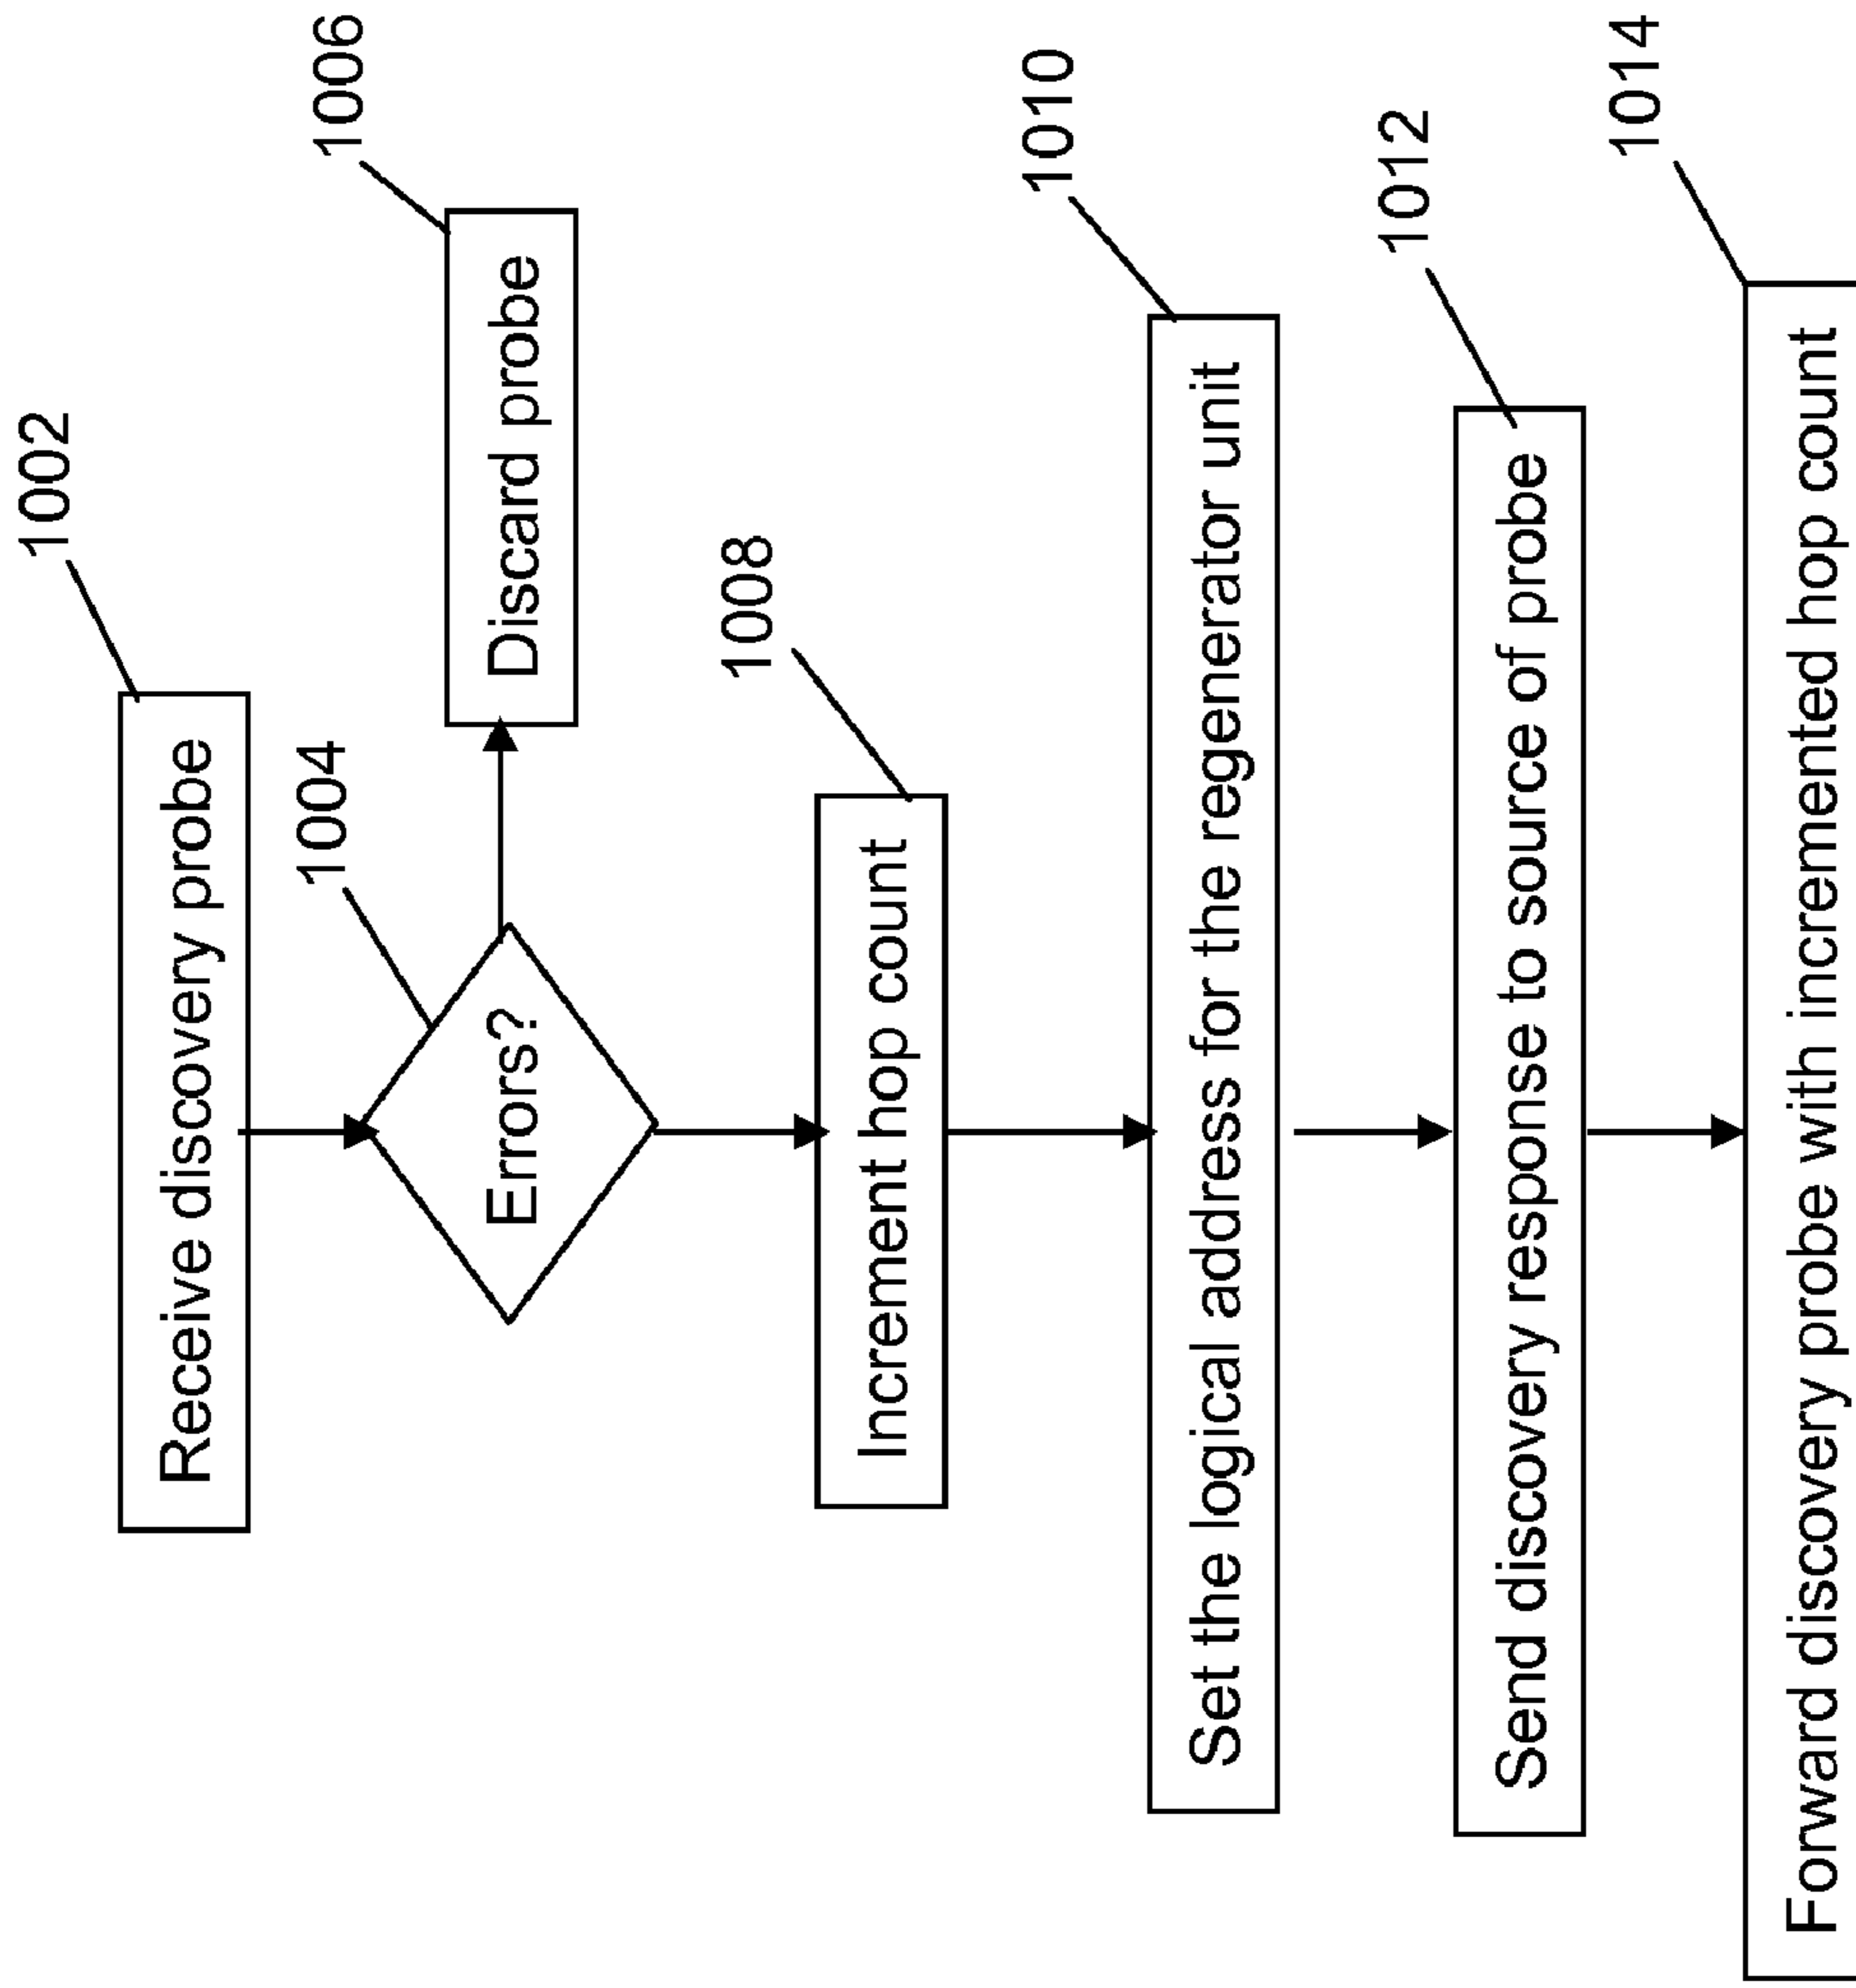 1002
Receive discovery probe
1004
Errors?
1006
Discard probe
1008
Increment hop count
1010
Set the logical address for the regenerator unit
1012
Send discovery response to source of probe
1014
Forward discovery probe with incremented hop count